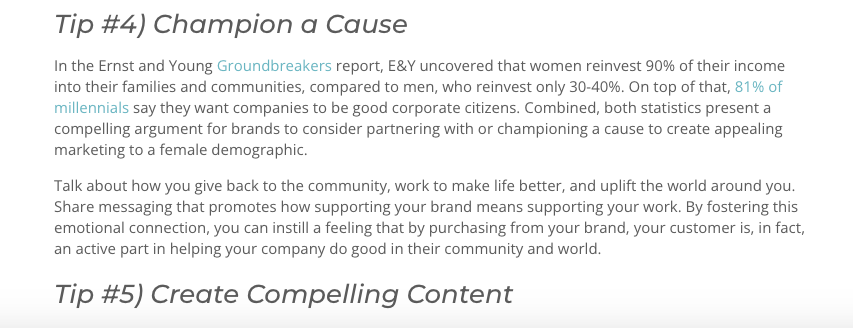 Tip #4) Champion a Cause
In the Ernst and Young Groundbreakers report, E&Y uncovered that women reinvest 90% of their income
into their families and communities, compared to men, who reinvest only 30-40%. On top of that, 81% of
millennials say they want companies to be good corporate citizens. Combined, both statistics present a
compelling argument for brands to consider partnering with or championing a cause to create appealing
marketing to a female demographic.
Talk about how you give back to the community, work to make life better, and uplift the world around you.
Share messaging that promotes how supporting your brand means supporting your work. By fostering this
emotional connection, you can instill a feeling that by purchasing from your brand, your customer is, in fact,
an active part in helping your company do good in their community and world.
Tip #5) Create Compelling Content